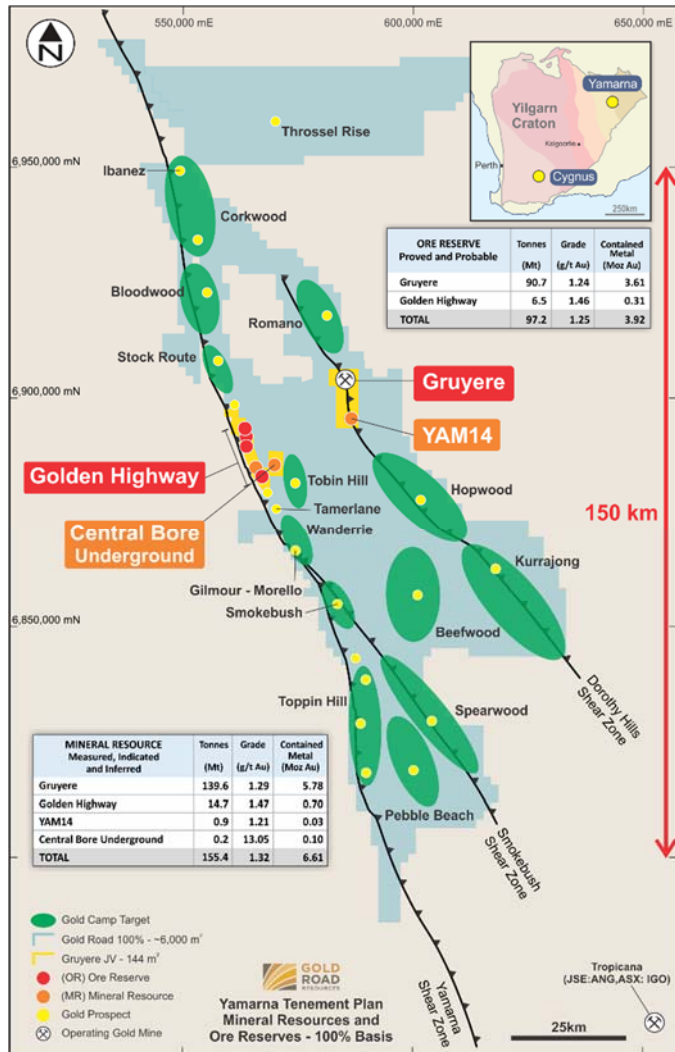 550,000 mE
600,000 mE
650,000 mE
N
Throssel Rise
Yamarna
Yilgarn
Craton
Kalgoorlie
Perth
Cygnus
250km
6,950,000 mN
Ibanez
Corkwood
ORE RESERVE
Proved and Probable
Tonnes
(Mt)
Grade
(g/t Au)
Contained
Metal
(Moz Au)
Gruyere 90.7 1.24 3.61
Golden Highway 6.5 1.46 0.31
TOTAL 97.2 1.25 3.92
Bloodwood
Romano
Stock Route
6,900,000 mN
Gruyere
YAM14
Golden Highway
Tobin Hill
Hopwood
150 km
Tamerlane
Central Bore
Underground
Wanderrie
Kurrajong
Gilmour - Morello
Smokebush
Beefwood
6,850,000 mN
Dorothy Hills
Shear Zone
Toppin Hill
Spearwood
MINERAL RESOURCE
Measured, Indicated
and Inferred
Tonnes
(Mt)
Grade
(g/t Au)
Contained
Metal
(Moz Au)
Gruyere 139.6 1.29 5.78
Golden Highway 14.7 1.47 0.70
YAM14 0.9 1.21 0.03
Central Bore Underground 0.2 13.05 0.10
TOTAL 155.4 1.32 6.61
Pebble Beach
Smokebush
Shear Zone
Gold Camp Target
Gold Road 100% - ~6,000 m²
Gruyere JV - 144 m²
(OR) Ore Reserve
(MR) Mineral Resource
Gold Prospect
Operating Gold Mine
GOLD
ROAD
RESOURCES
Yamarna Tenement Plan
Mineral Resources and
Ore Reserves - 100% Basis
Yamarna
Shear Zone
Tropicana
(JSE:ANG,ASX: IGO)
25km